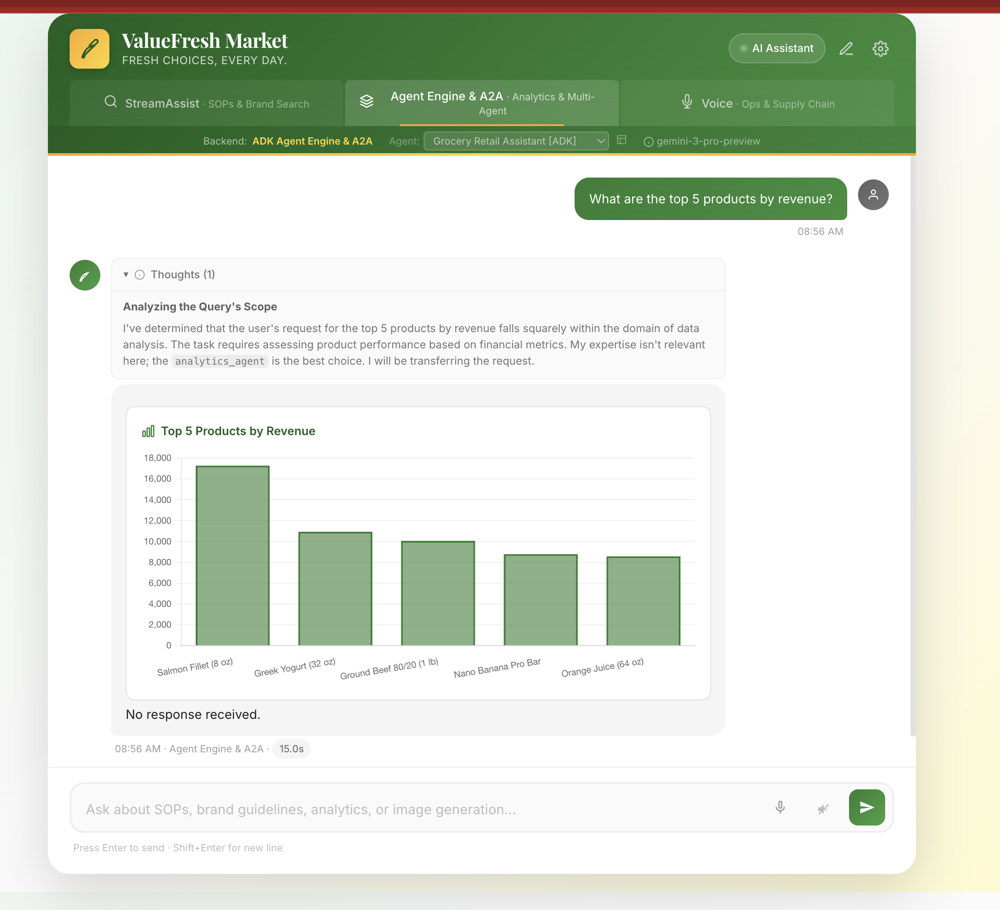 ValueFresh Market
FRESH CHOICES, EVERY DAY.
AI Assistant
StreamAssist · SOPs & Brand Search
Agent Engine & A2A · Analytics & Multi-
Agent
Voice · Ops & Supply Chain
Backend: ADK Agent Engine & A2A Agent: Grocery Retail Assistant [ADK] gemini-3-pro-preview
What are the top 5 products by revenue?
08:56 AM
▼ Thoughts (1)
Analyzing the Query's Scope
I've determined that the user's request for the top 5 products by revenue falls squarely within the domain of data
analysis. The task requires assessing product performance based on financial metrics. My expertise isn't relevant
here; the analytics_agent is the best choice. I will be transferring the request.
Top 5 Products by Revenue
18,000
16,000
14,000
12,000
10,000
8,000
6,000
4,000
2,000
0
Salmon Fillet (8 oz)
Greek Yogurt (32 oz)
Ground Beef 80/20 (1 lb)
Nano Banana Pro Bar
Orange Juice (64 oz)
No response received.
08:56 AM · Agent Engine & A2A · 15.0s
Ask about SOPs, brand guidelines, analytics, or image generation...
Press Enter to send · Shift+Enter for new line